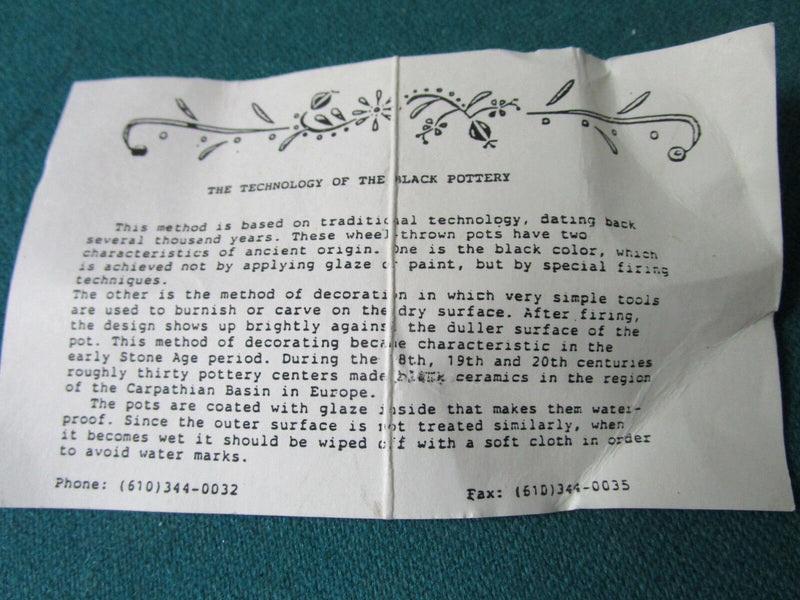 THE TECHNOLOGY OF THE BLACK POTTERY
This method is based on traditional technology, dating back
several thousand years. These wheel-thrown pots have two
characteristics of ancient origin. One is the black color, which
is achieved not by applying glaze or paint, but by special firing
techniques.
The other is the method of decoration in which very simple tools
are used to burnish or carve on the dry surface. After firing,
the design shows up brightly against the duller surface of the
pot. This method of decorating became characteristic in the
early Stone Age period. During the 18th, 19th and 20th centuries
roughly thirty pottery centers made black ceramics in the region
of the Carpathian Basin in Europe.
The pots are coated with glaze inside that makes them water-
proof. Since the outer surface is not treated similarly, when
it becomes wet it should be wiped off with a soft cloth in order
to avoid water marks.
Phone: (610)344-0032 Fax: (610)344-0035